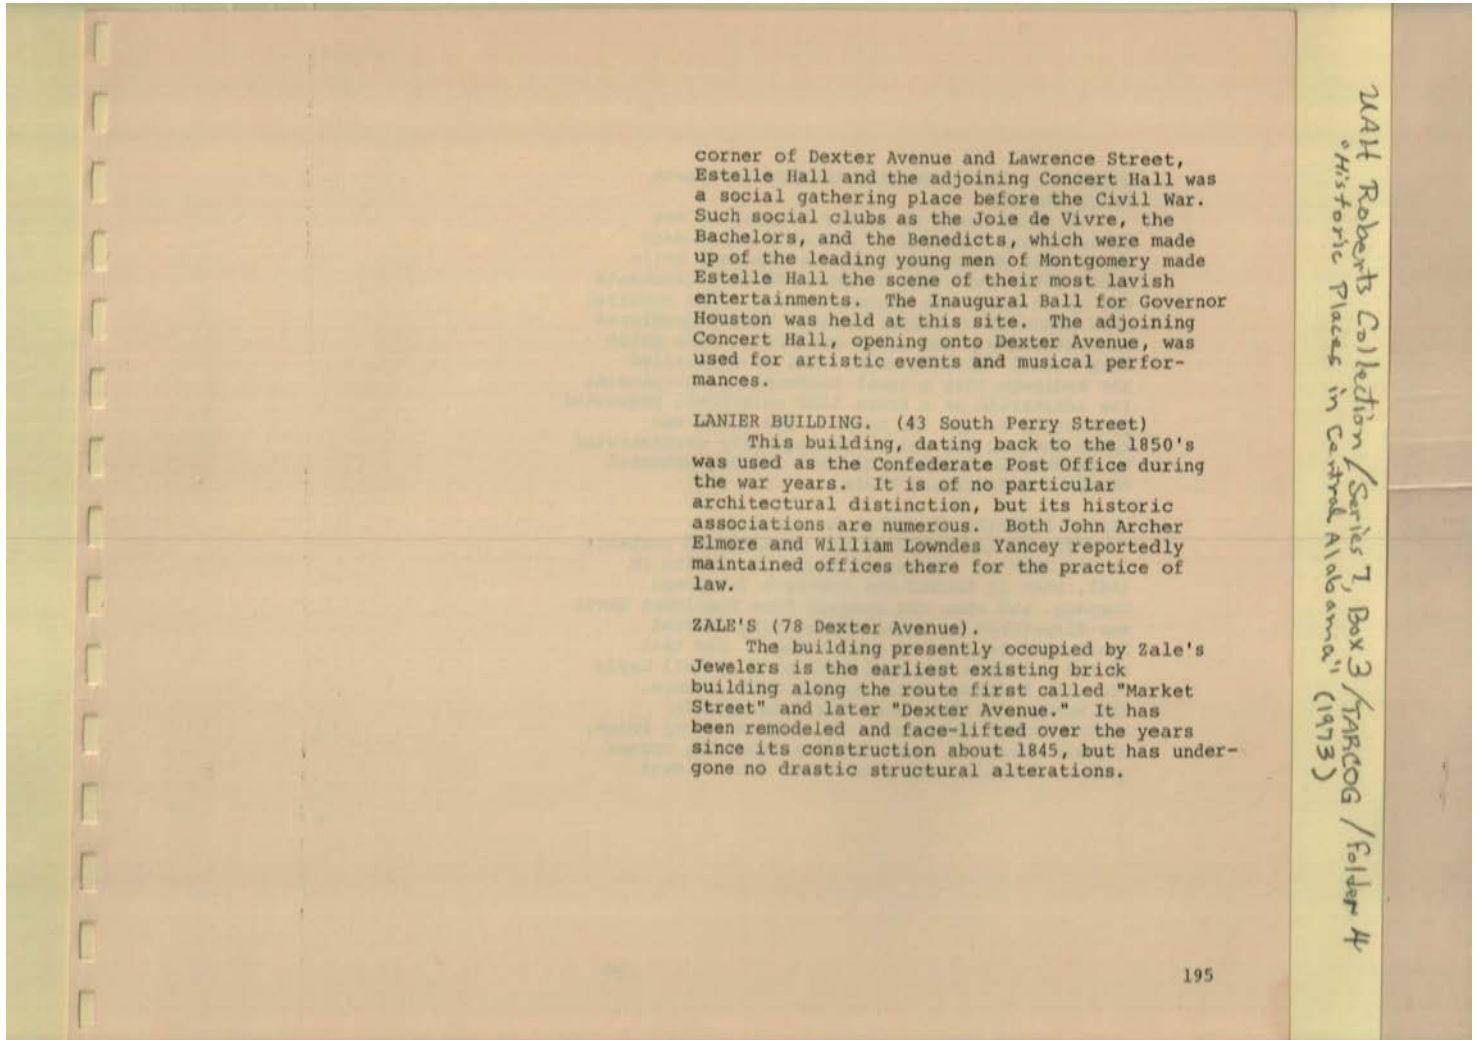 corner of Dexter Avenue and Lawrence Street,
Estelle Hall and the adjoining Concert Hall was
a social gathering place before the Civil War.
Such social clubs as the Joie de Vivre, the
Bachelors, and the Benedicts, which were made
up of the leading young men of Montgomery made
Estelle Hall the scene of their most lavish
entertainments.  The Inaugural Ball for Governor
Houston was held at this site.  The adjoining
Concert Hall, opening onto Dexter Avenue, was
used for artistic events and musical perfor-
mances.
LANIER BUILDING.  (43 South Perry Street)
This building, dating back to the 1850's
was used as the Confederate Post Office during
the war years.  It is of no particular
architectural distinction, but its historic
associations are numerous.  Both John Archer
Elmore and William Lowndes Yancey reportedly
maintained offices there for the practice of
law.
ZALE'S (78 Dexter Avenue).
The building presently occupied by Zale's
Jewelers is the earliest existing brick
building along the route first called "Market
Street" and later "Dexter Avenue."  It has
been remodeled and face-lifted over the years
since its construction about 1845, but has under-
gone no drastic structural alterations.
195
UAH Roberts Collection/Series 7, Box 3/TARCOG/Folder 4
"Historic Places in Central Alabama" (1973)